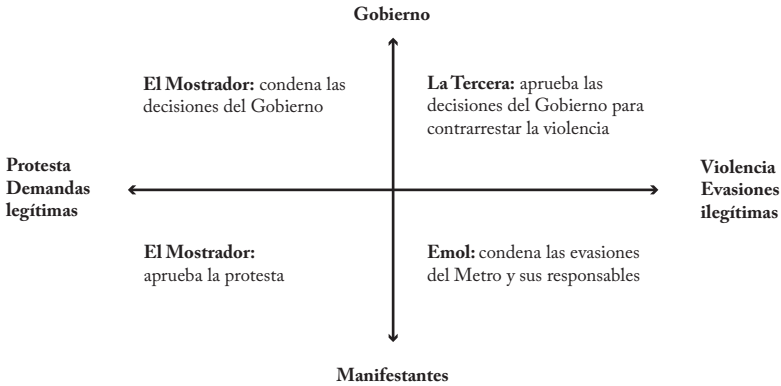 Gobierno
El Mostrador: condena las
decisiones del Gobierno
La Tercera: aprueba las
decisiones del Gobierno para
contrarrestar la violencia
Protesta
Demandas
legítimas
Violencia
Evasiones
ilegítimas
El Mostrador:
aprueba la protesta
Emol: condena las evasiones
del Metro y sus responsables
Manifestantes